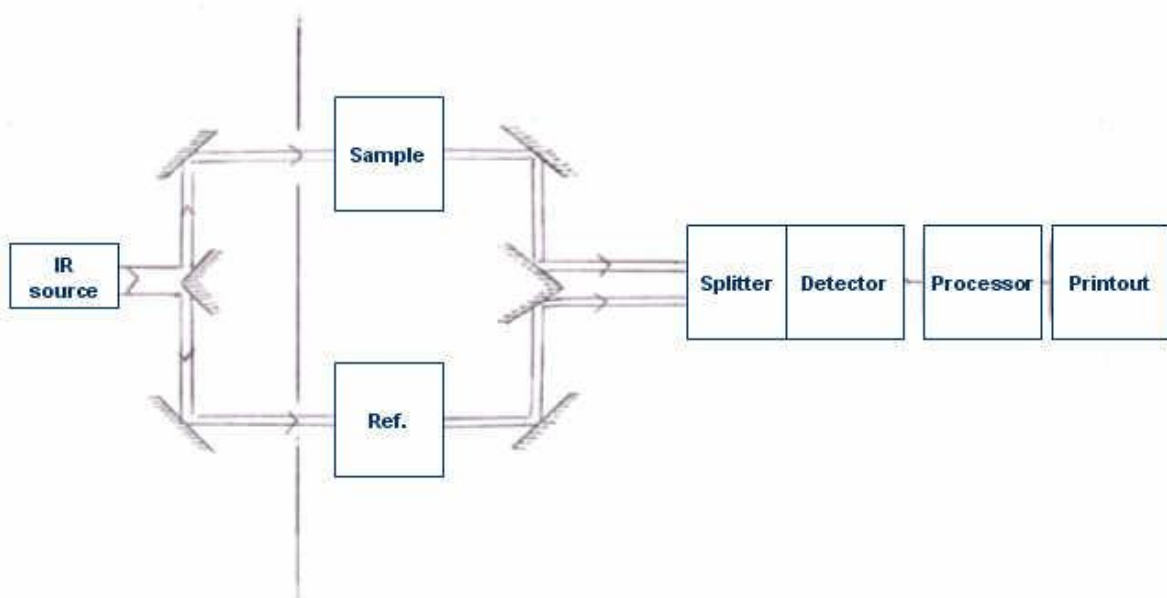 Sample
IR
source
Splitter
Detector
Processor
Printout
Ref.